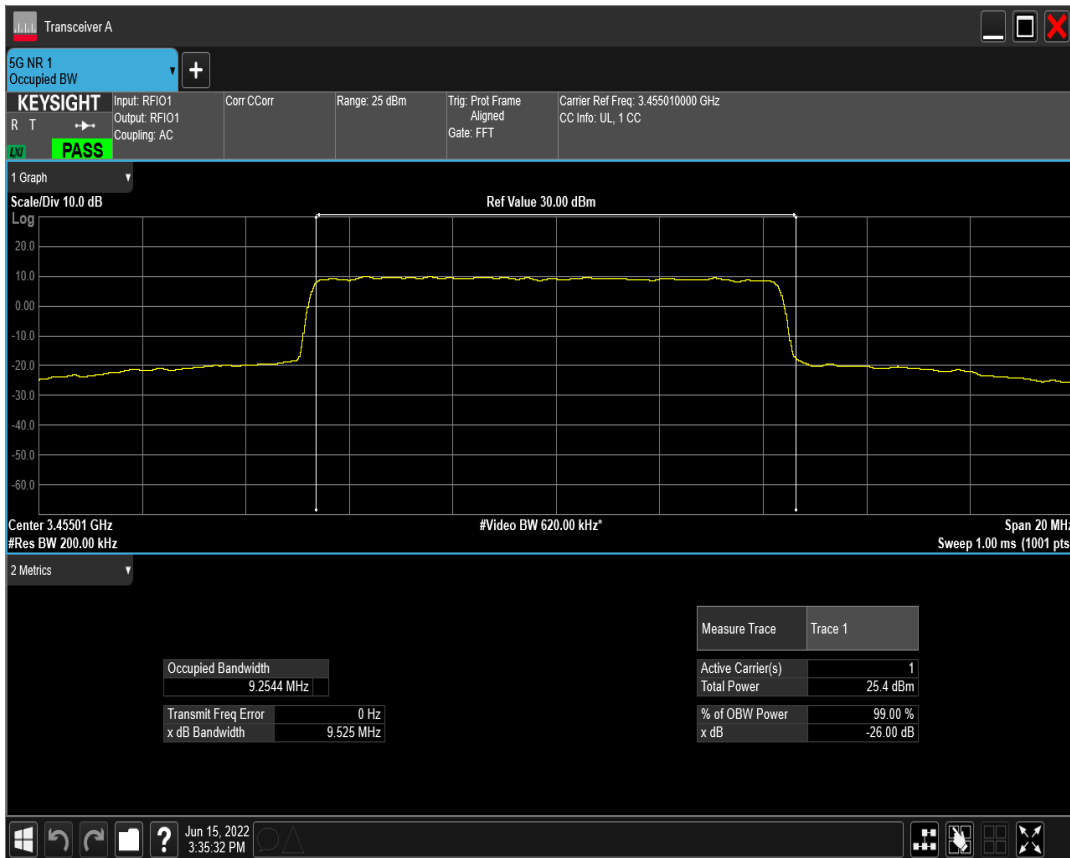 Transceiver A
5G NR 1
Occupied BW
+
KEYSIGHT
R T
LXI
PASS
Input: RFIO1
Output: RFIO1
Coupling: AC
Corr CCorr
Range: 25 dBm
Trig: Prot Frame
Aligned
Gate: FFT
Carrier Ref Freq: 3.455010000 GHz
CC Info: UL, 1 CC
1 Graph
Scale/Div 10.0 dB
Ref Value 30.00 dBm
Log
20.0
10.0
0.00
-10.0
-20.0
-30.0
-40.0
-50.0
-60.0
Center 3.45501 GHz
#Video BW 620.00 kHz*
Span 20 MHz
#Res BW 200.00 kHz
Sweep 1.00 ms (1001 pts
2 Metrics
Measure Trace Trace 1
Occupied Bandwidth
9.2544 MHz
Active Carrier(s) 1
Total Power 25.4 dBm
Transmit Freq Error 0 Hz
x dB Bandwidth 9.525 MHz
% of OBW Power 99.00 %
x dB -26.00 dB
?
Jun 15, 2022
3:35:32 PM